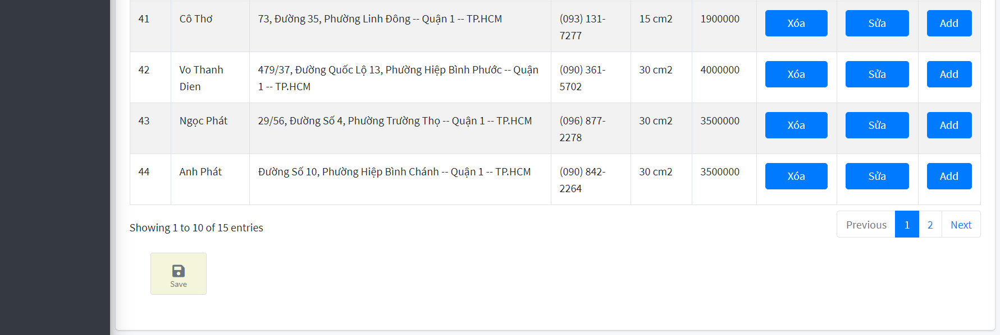 41 Cô Thơ 73, Đường 35, Phường Linh Đông -- Quận 1 -- TP.HCM (093) 131- 15 cm2 1900000 Xóa Sửa Add
7277
42 Vo Thanh 479/37, Đường Quốc Lộ 13, Phường Hiệp Bình Phước -- Quận (090) 361- 30 cm2 4000000 Xóa Sửa Add
Dien 1 -- TP.HCM 5702
43 Ngọc Phát 29/56, Đường Số 4, Phường Trường Thọ -- Quận 1 -- TP.HCM (096) 877- 30 cm2 3500000 Xóa Sửa Add
2278
44 Anh Phát Đường Số 10, Phường Hiệp Bình Chánh -- Quận 1 -- TP.HCM (090) 842- 30 cm2 3500000 Xóa Sửa Add
2264
Showing 1 to 10 of 15 entries Previous 1 2 Next
Save